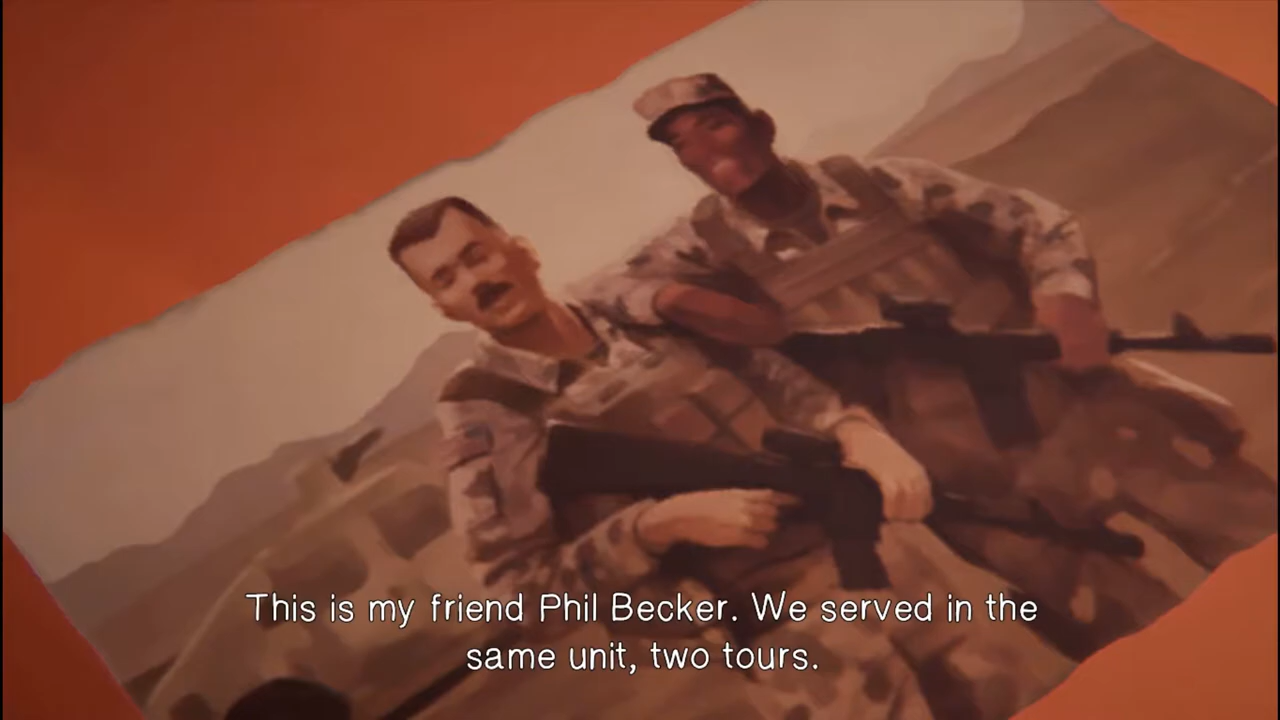 This is my friend Phil Becker. We served in the
same unit, two tours.